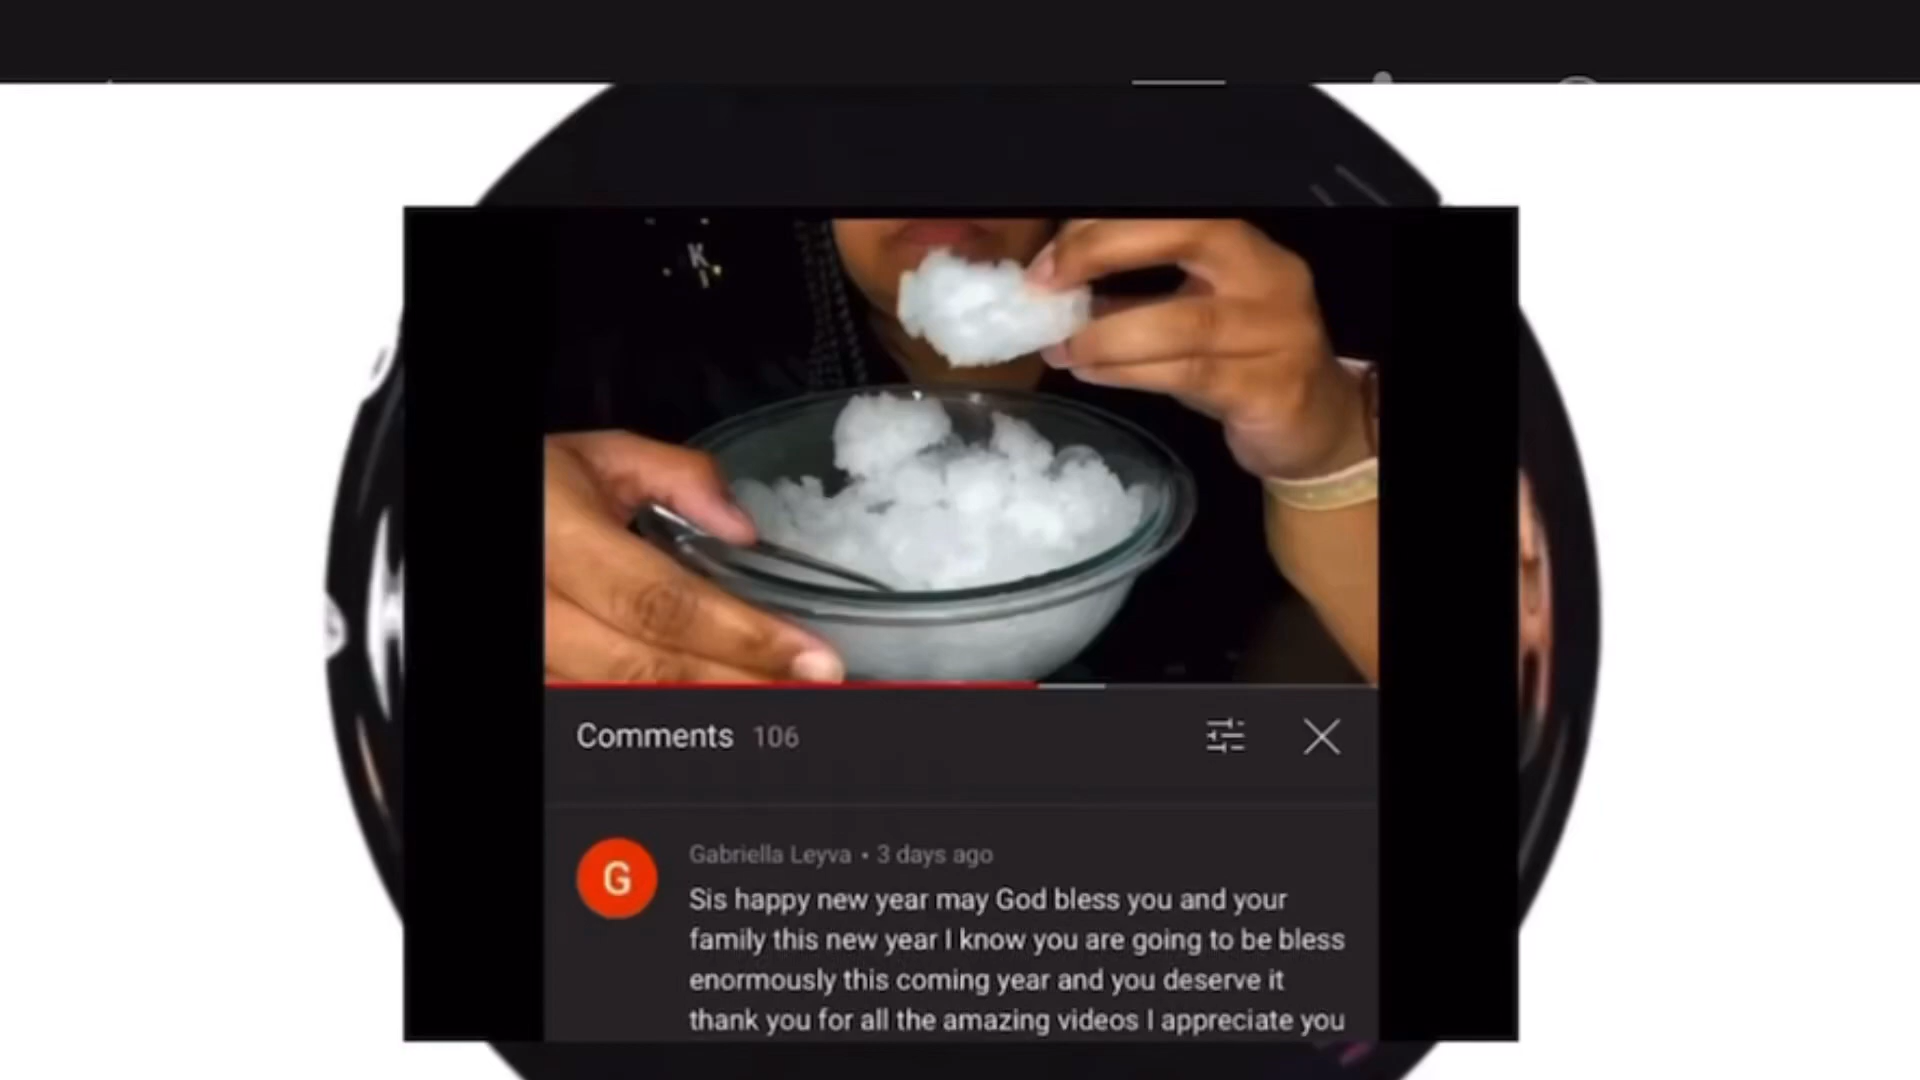 K
Comments 106
G
Gabriella Leyva • 3 days ago
Sis happy new year may God bless you and your
family this new year I know you are going to be bless
enormously this coming year and you deserve it
thank you for all the amazing videos I appreciate you